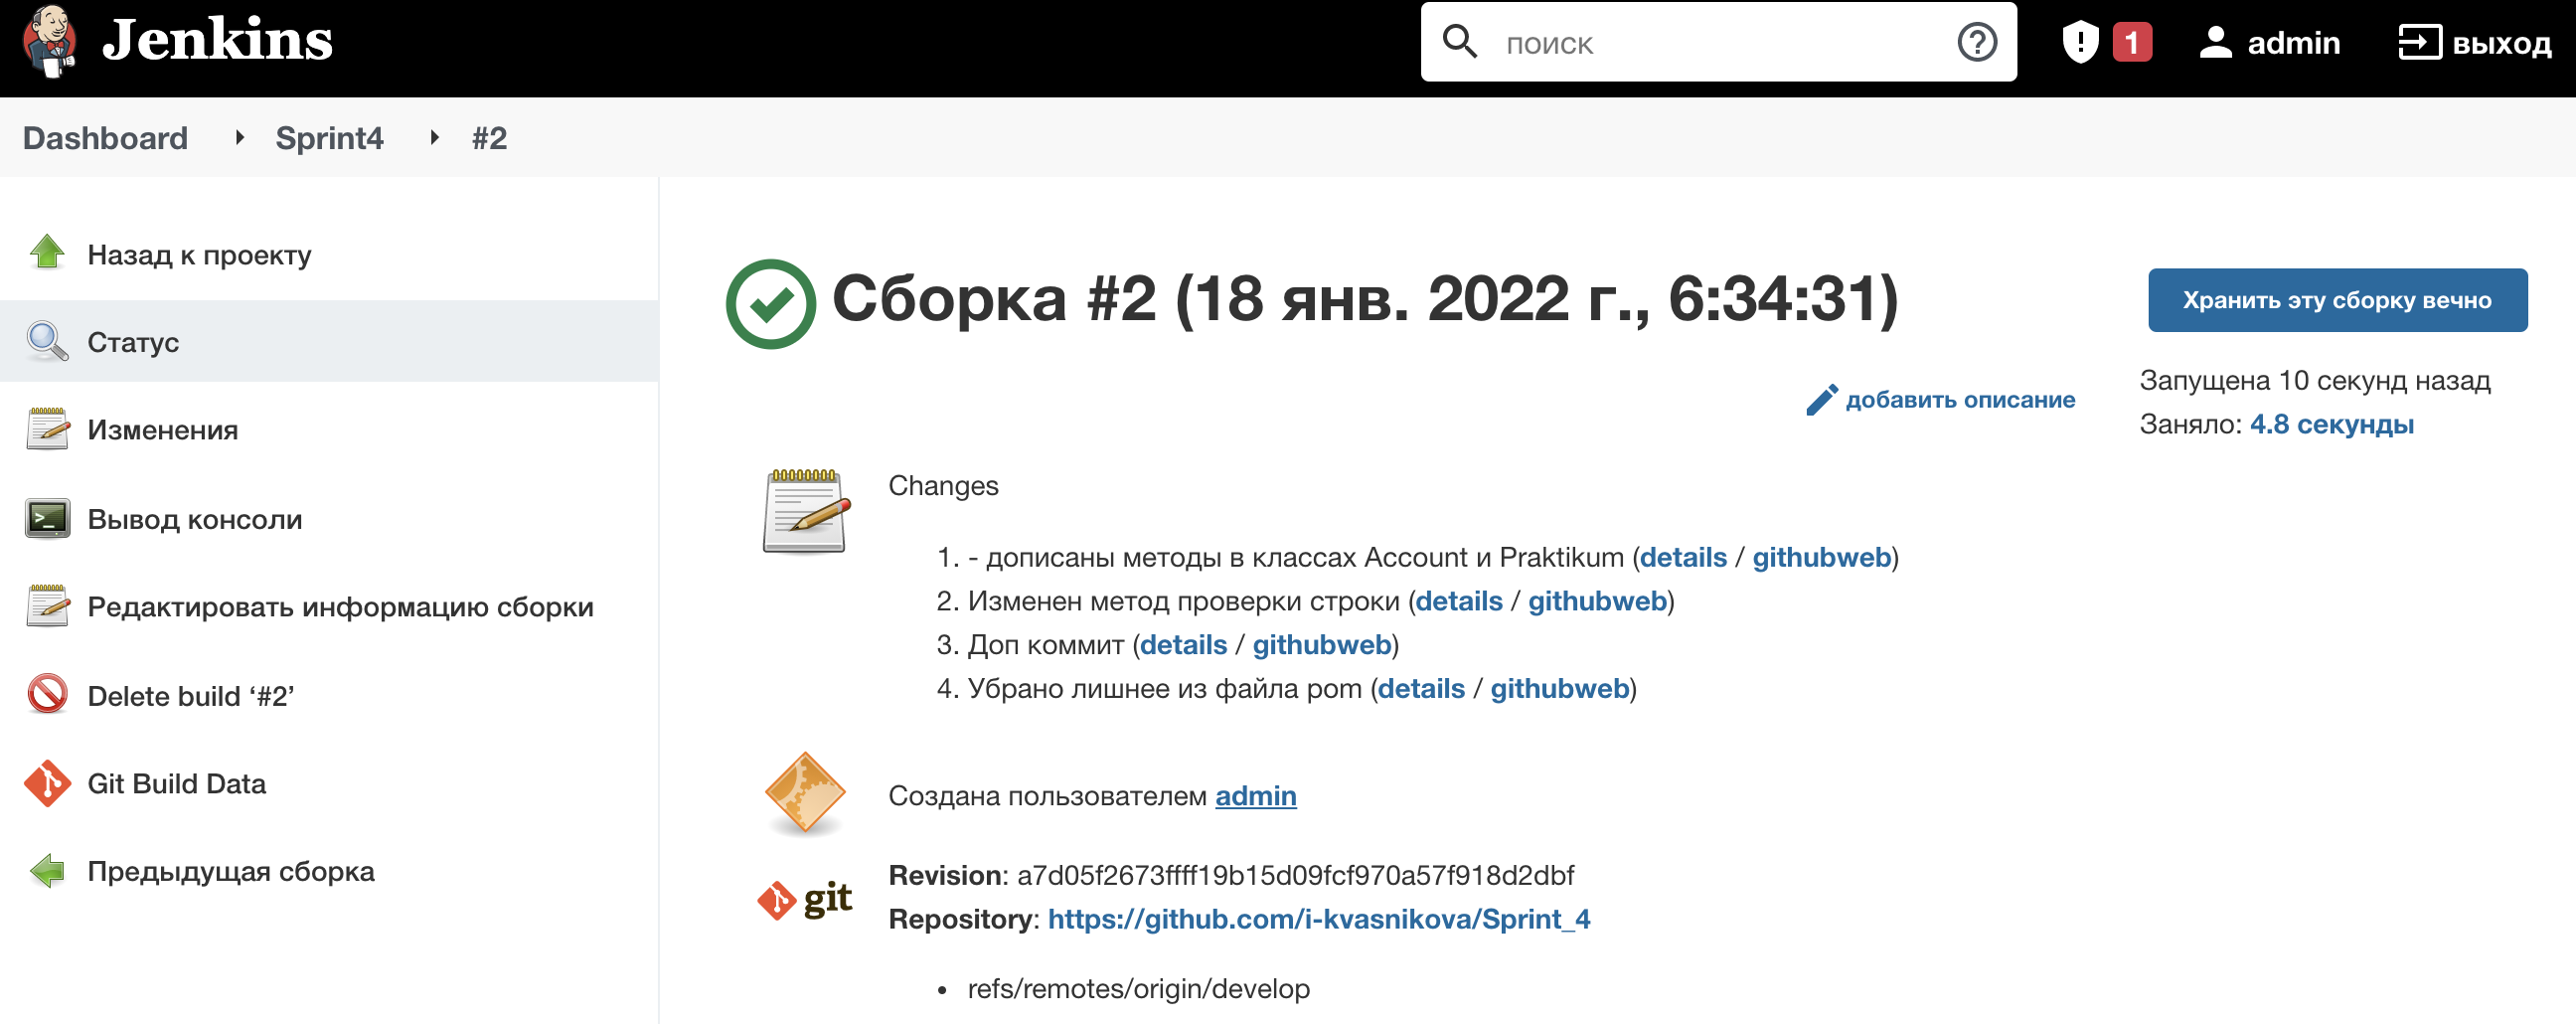 Jenkins
поиск
1
admin
выход
Dashboard
Sprint4
#2
Назад к проекту
Статус
Изменения
Вывод консоли
Редактировать информацию сборки
Delete build ‘#2’
Git Build Data
Предыдущая сборка
Сборка #2 (18 янв. 2022 г., 6:34:31)
Хранить эту сборку вечно
добавить описание
Запущена 10 секунд назад
Заняло: 4.8 секунды
Changes
1. - дописаны методы в классах Account и Praktikum (details / githubweb)
2. Изменен метод проверки строки (details / githubweb)
3. Доп коммит (details / githubweb)
4. Убрано лишнее из файла pom (details / githubweb)
Создана пользователем admin
git
Revision: a7d05f2673ffff19b15d09fcf970a57f918d2dbf
Repository: https://github.com/i-kvasnikova/Sprint_4
• refs/remotes/origin/develop